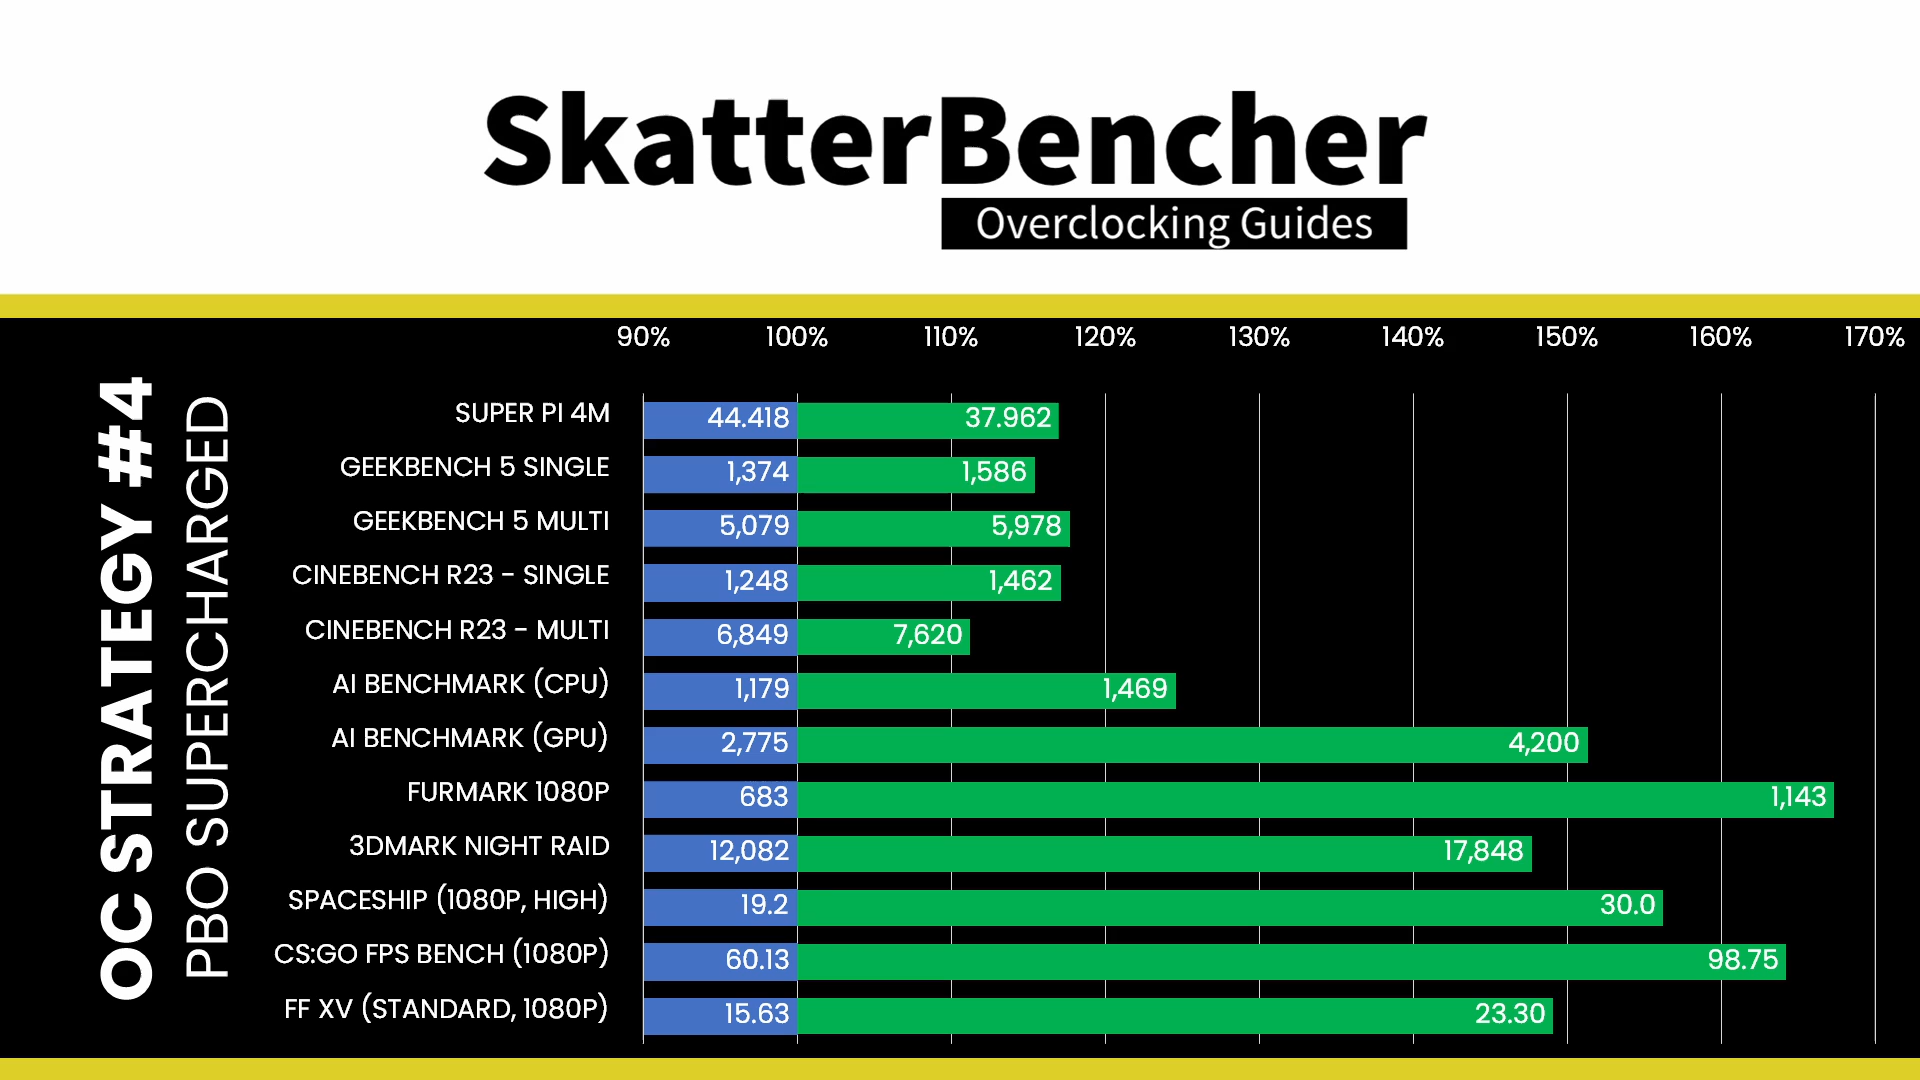 SkatterBencher
Overclocking Guides
90% 100% 110% 120% 130% 140% 150% 160% 170%
OC STRATEGY #4
PBO SUPERCHARGED
SUPER PI 4M 44.418 37.962
GEEKBENCH 5 SINGLE 1,374 1,586
GEEKBENCH 5 MULTI 5,079 5,978
CINEBENCH R23 - SINGLE 1,248 1,462
CINEBENCH R23 - MULTI 6,849 7,620
AI BENCHMARK (CPU) 1,179 1,469
AI BENCHMARK (GPU) 2,775 4,200
FURMARK 1080P 683 1,143
3DMARK NIGHT RAID 12,082 17,848
SPACESHIP (1080P, HIGH) 19.2 30.0
CS:GO FPS BENCH (1080P) 60.13 98.75
FF XV (STANDARD, 1080P) 15.63 23.30